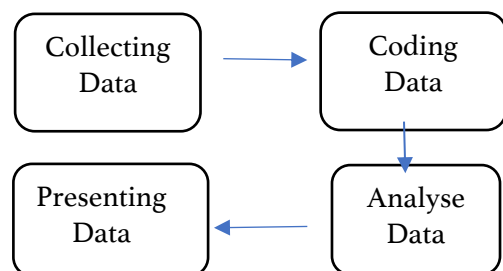 Collecting
Data
Coding
Data
Presenting
Data
Analyse
Data